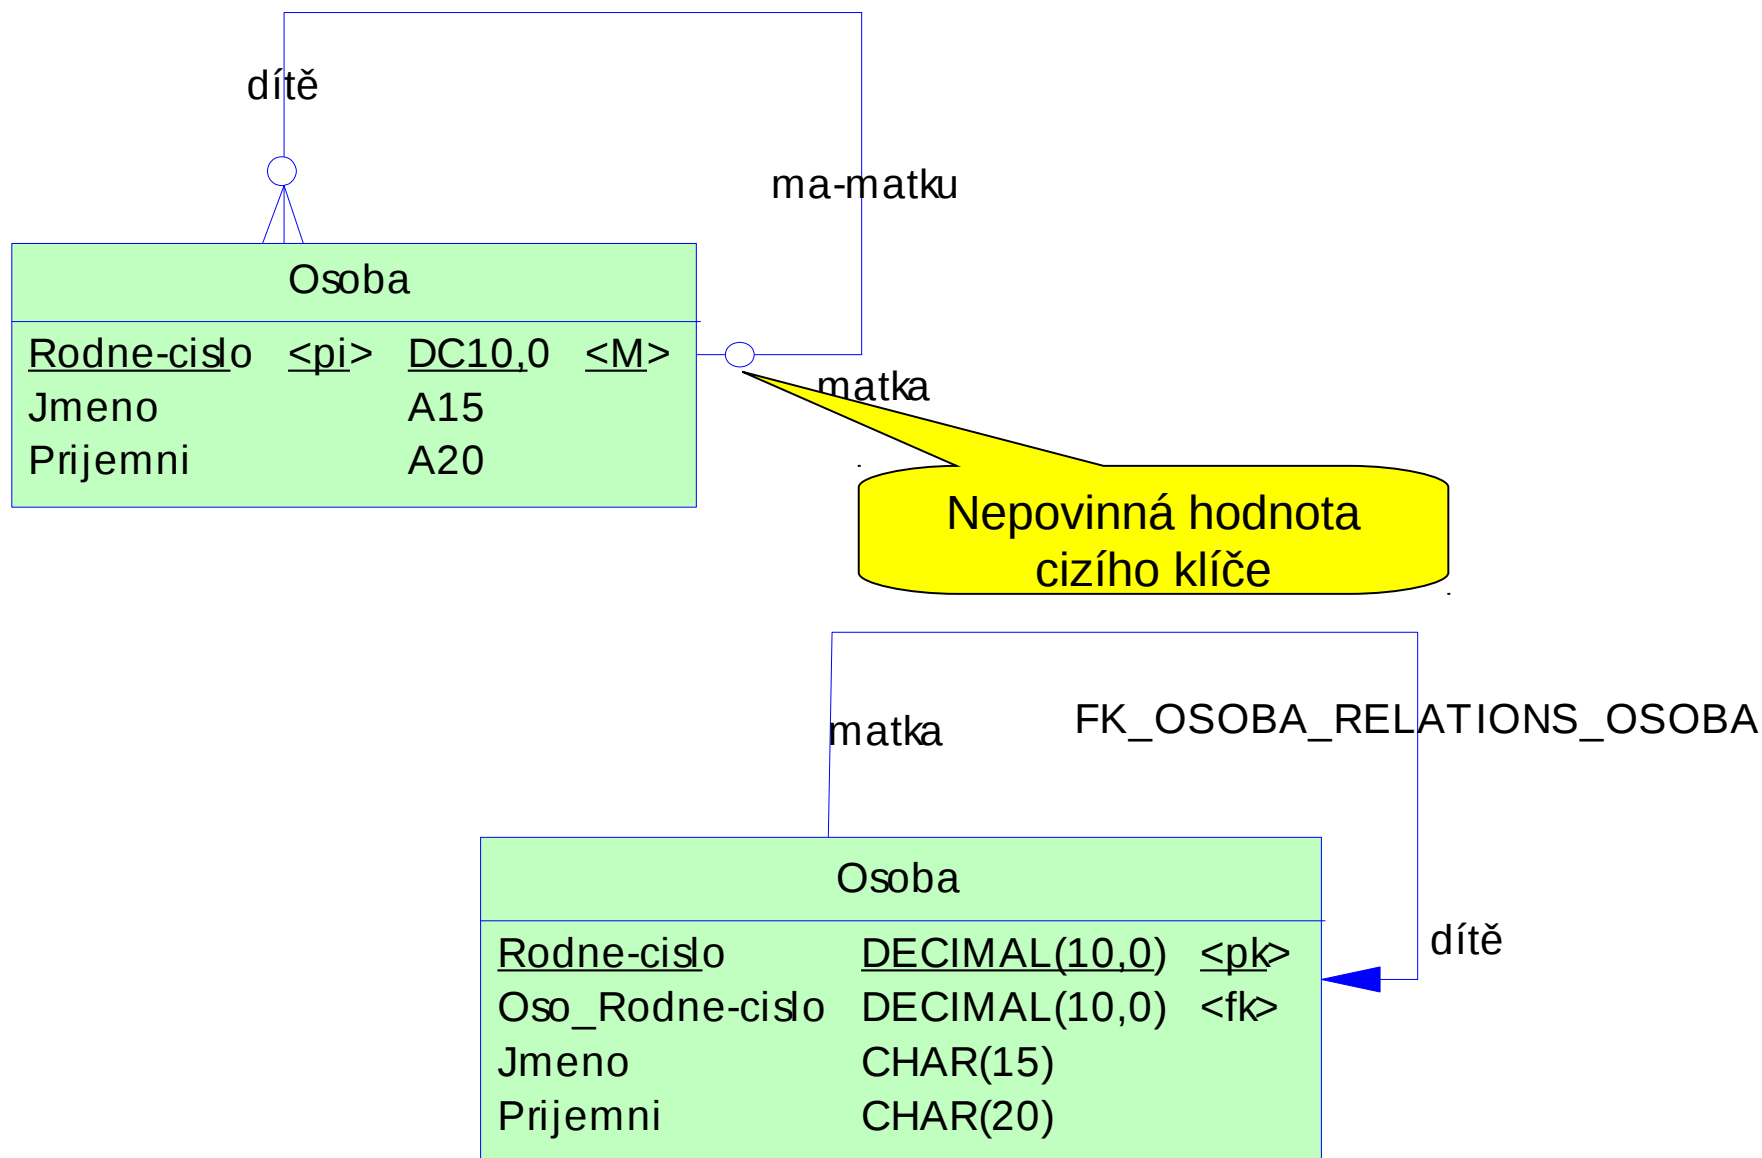 dítě
ma-matku
Osoba
Rodne-cislo <pi> DC10,0 <M>
Jmeno A15
Prijemni A20
matka
Nepovinná hodnota
cizího klíče
matka
FK_OSOBA_RELATIONS_OSOBA
Osoba
dítě
Rodne-cislo DECIMAL(10,0) <pk>
Oso_Rodne-cislo DECIMAL(10,0) <fk>
Jmeno CHAR(15)
Prijemni CHAR(20)